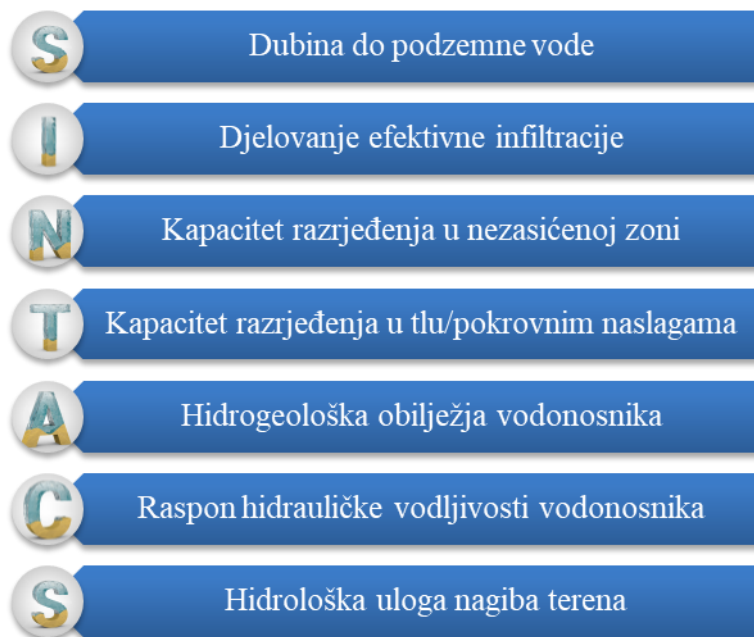 S Dubina do podzemne vode
I Djelovanje efektivne infiltracije
N Kapacitet razrjeđenja u nezasićenoj zoni
T Kapacitet razrjeđenja u tlu/pokrovnim naslagama
A Hidrogeološka obilježja vodonosnika
C Raspon hidrauličke vodljivosti vodonosnika
S Hidrološka uloga nagiba terena